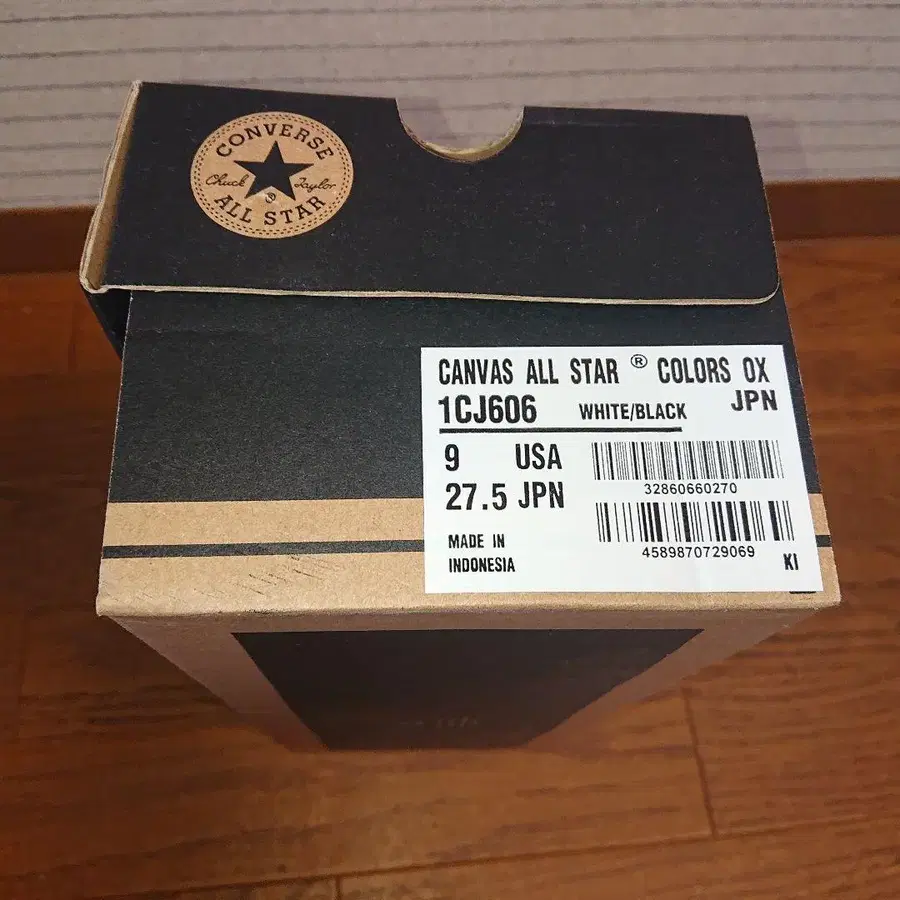 CONVERSE
Chuck Taylor
ALL STAR
CANVAS ALL STAR ® COLORS OX
1CJ606 WHITE/BLACK JPN
9 USA
27.5 JPN
32860660270
MADE IN
INDONESIA
4589870729069
KI